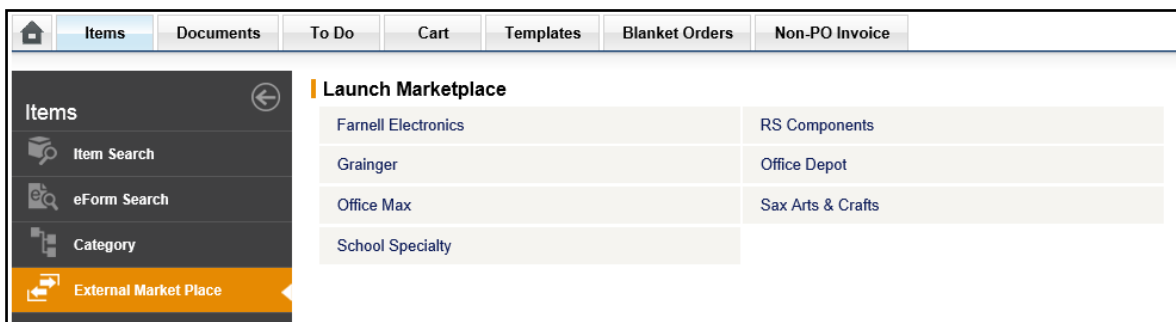 Items Documents To Do Cart Templates Blanket Orders Non-PO Invoice
Items
Item Search
eForm Search
Category
External Market Place
Launch Marketplace
Farnell Electronics RS Components
Grainger Office Depot
Office Max Sax Arts & Crafts
School Specialty